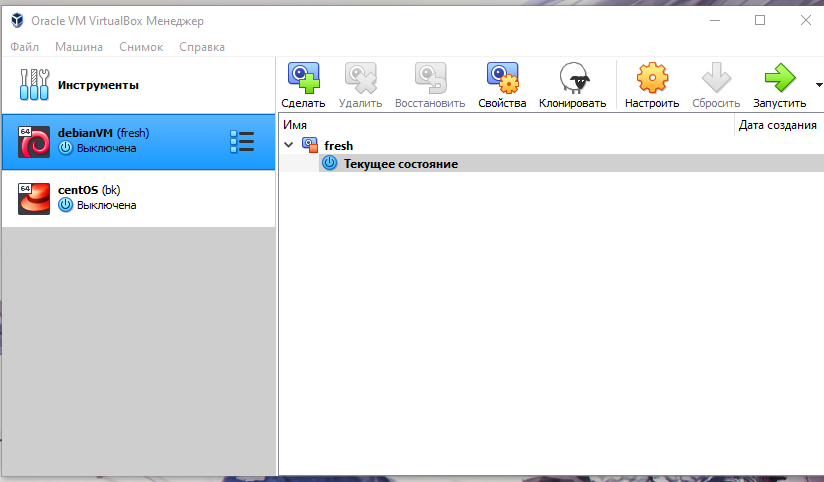 Oracle VM VirtualBox Менеджер
Файл Машина Снимок Справка
Инструменты
64
debianVM (fresh)
Выключена
64
centOS (bk)
Выключена
Сделать Удалить Восстановить Свойства Клонировать Настроить Сбросить Запустить
Имя Дата создания
fresh
Текущее состояние